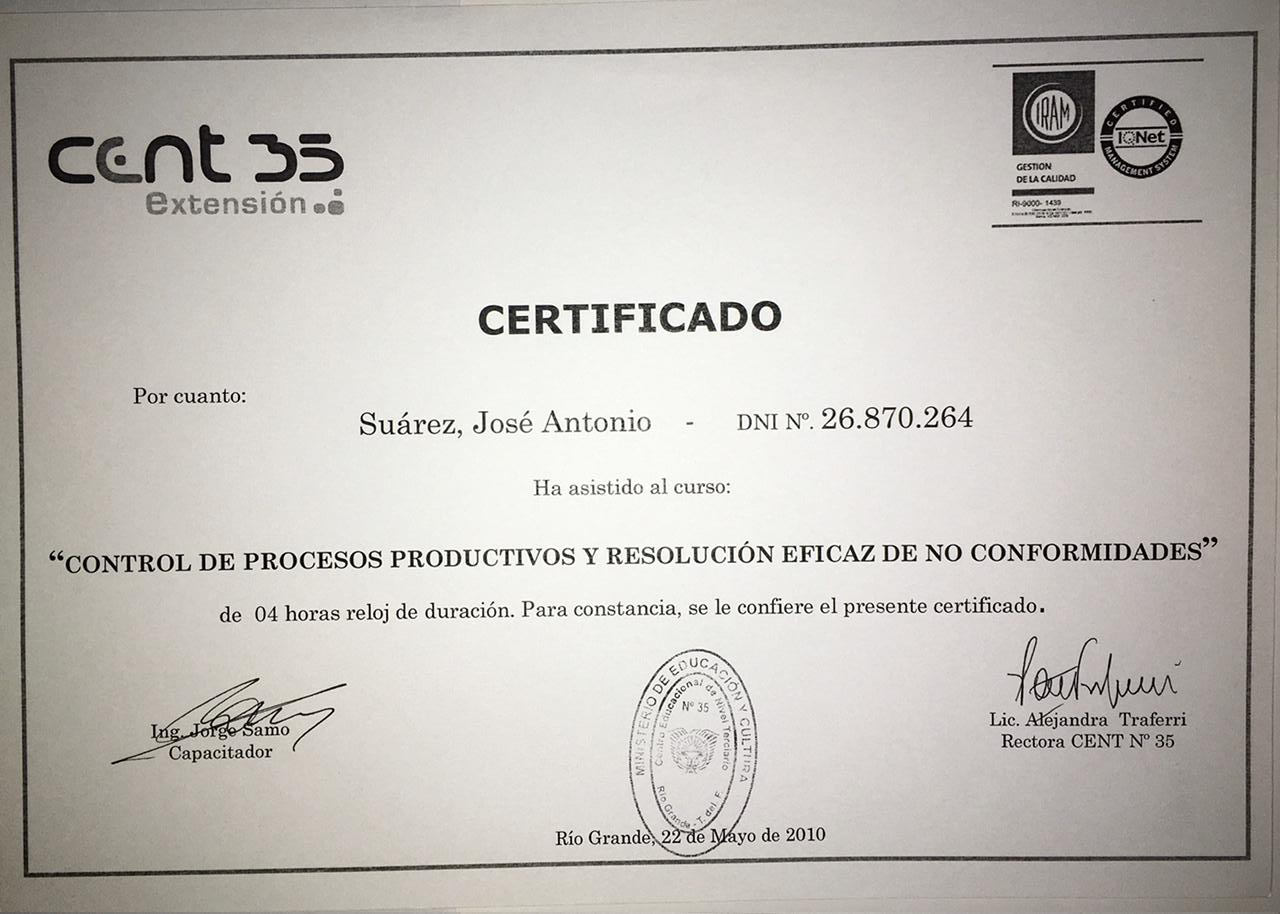 cent 35
extensión
IRAM
GESTION
DE LA CALIDAD
RI-9000- 1439
CERTIFIED
IQNet
MANAGEMENT SYSTEM
CERTIFICADO
Por cuanto:
Suárez, José Antonio - DNI Nº. 26.870.264
Ha asistido al curso:
“CONTROL DE PROCESOS PRODUCTIVOS Y RESOLUCIÓN EFICAZ DE NO CONFORMIDADES”
de 04 horas reloj de duración. Para constancia, se le confiere el presente certificado.
Ing. Jorge Samo
Capacitador
MINISTERIO DE EDUCACIÓN Y CULTURA
Centro Educacional de Nivel Terciario
Nº 35
Río Grande - T. del F.
Lic. Alejandra Traferri
Rectora CENT Nº 35
Río Grande, 22 de Mayo de 2010